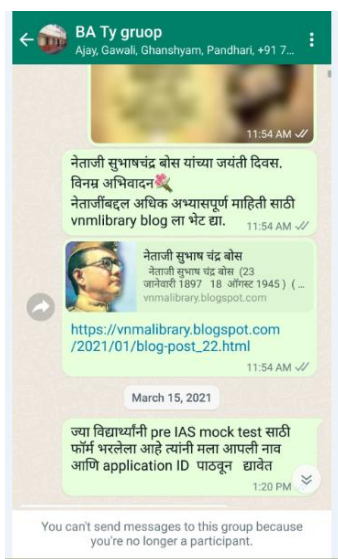 BA Ty gruop
Ajay, Gawali, Ghanshyam, Pandhari, +91 7...
11:54 AM
नेताजी सुभाषचंद्र बोस यांच्या जयंती दिवस.
विनम्र अभिवादन💐
नेताजींबद्दल अधिक अभ्यासपूर्ण माहिती साठी
vnmlibrary blog ला भेट द्या.
11:54 AM
नेताजी सुभाष चंद्र बोस
नेताजी सुभाष चंद्र बोस (23
जानेवारी 1897 18 ऑगस्ट 1945 ) ( ...
vnmalibrary.blogspot.com
https://vnmalibrary.blogspot.com
/2021/01/blog-post_22.html
11:54 AM
March 15, 2021
ज्या विद्यार्थ्यांनी pre IAS mock test साठी
फॉर्म भरलेला आहे त्यांनी मला आपली नाव
आणि application ID पाठवून द्यावेत
1:20 PM
You can't send messages to this group because
you're no longer a participant.